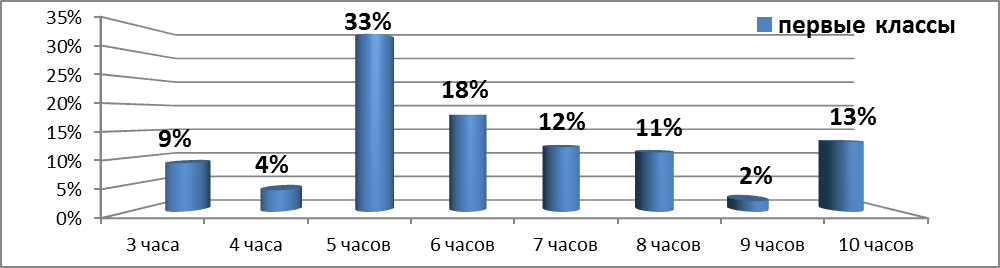 первые классы
35%
30%
25%
20%
15%
10%
5%
0%
9%
4%
33%
18%
12%
11%
2%
13%
3 часа
4 часа
5 часов
6 часов
7 часов
8 часов
9 часов
10 часов